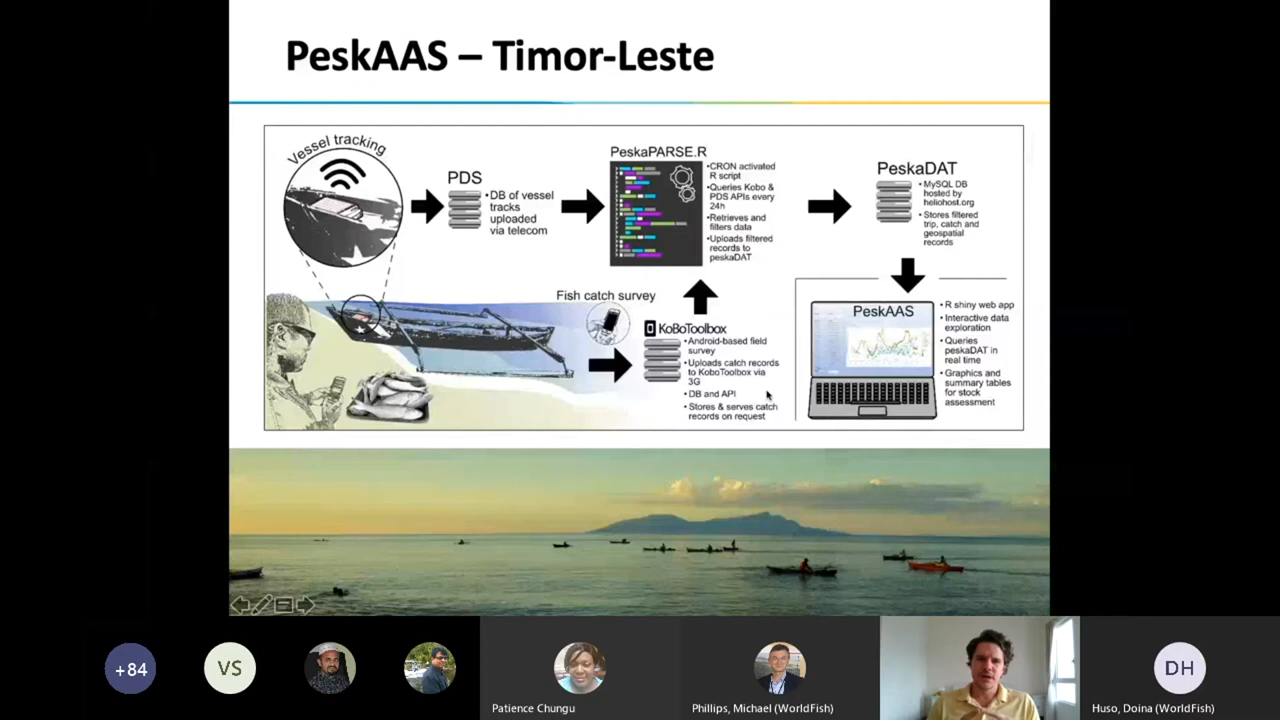 PeskAAS – Timor-Leste
Vessel tracking
PDS
•DB of vessel
tracks
uploaded
via telecom
PeskaPARSE.R
•CRON activated
R script
•Queries Kobo &
PDS APIs every
24h
•Retrieves and
filters data
•Uploads filtered
records to
peskaDAT
PeskaDAT
• MySQL DB
hosted by
heliohost.org
• Stores filtered
trip, catch and
geospatial
records
Fish catch survey
KoBoToolbox
• Android-based field
survey
• Uploads catch records
to KoboToolbox via
3G
• DB and API
• Stores & serves catch
records on request
PeskAAS
• R shiny web app
• Interactive data
exploration
• Queries
peskaDAT in
real time
• Graphics and
summary tables
for stock
assessment
+84
VS
Patience Chungu
Phillips, Michael (WorldFish)
DH
Huso, Doina (WorldFish)